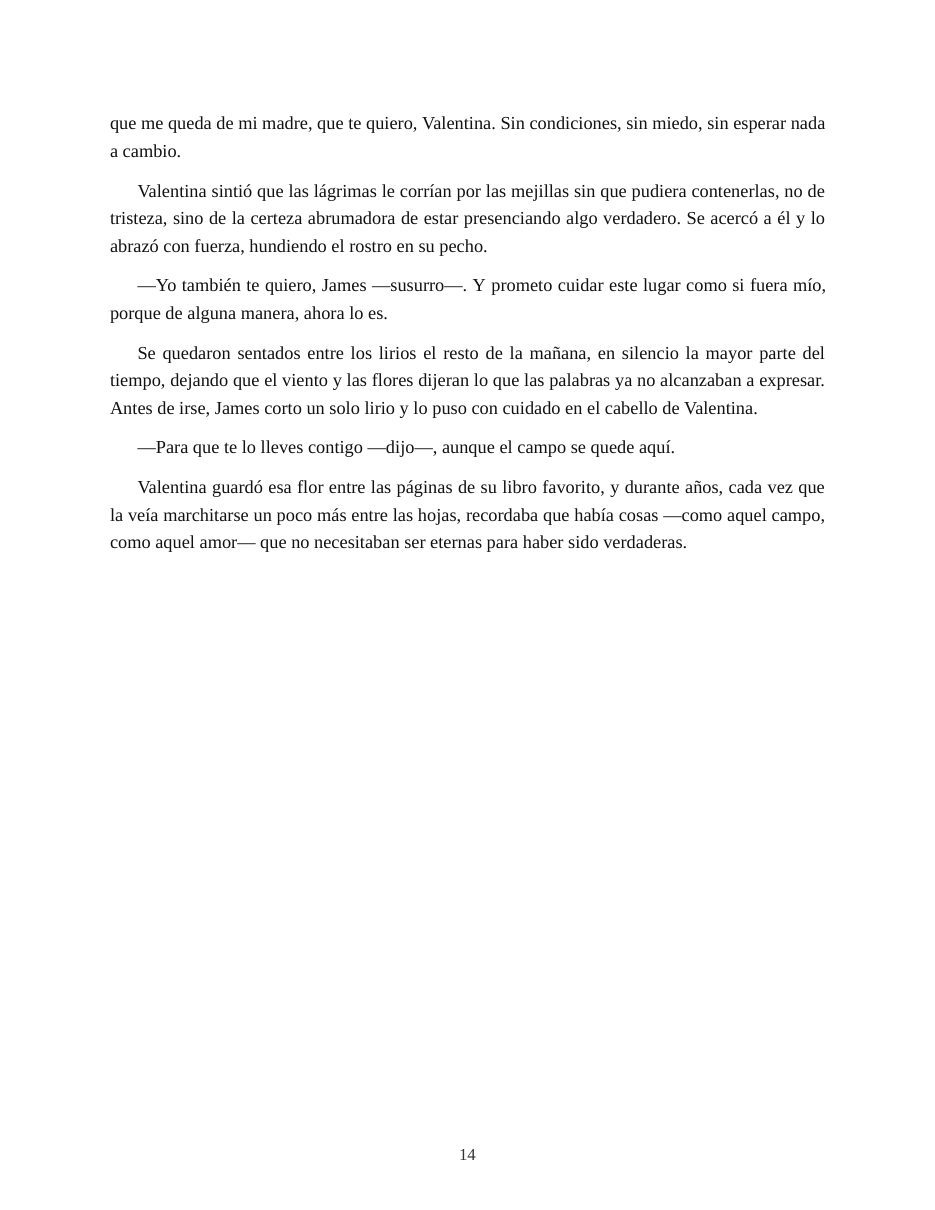 que me queda de mi madre, que te quiero, Valentina. Sin condiciones, sin miedo, sin esperar nada
a cambio.
Valentina sintió que las lágrimas le corrían por las mejillas sin que pudiera contenerlas, no de
tristeza, sino de la certeza abrumadora de estar presenciando algo verdadero. Se acercó a él y lo
abrazó con fuerza, hundiendo el rostro en su pecho.
—Yo también te quiero, James —susurro—. Y prometo cuidar este lugar como si fuera mío,
porque de alguna manera, ahora lo es.
Se quedaron sentados entre los lirios el resto de la mañana, en silencio la mayor parte del
tiempo, dejando que el viento y las flores dijeran lo que las palabras ya no alcanzaban a expresar.
Antes de irse, James corto un solo lirio y lo puso con cuidado en el cabello de Valentina.
—Para que te lo lleves contigo —dijo—, aunque el campo se quede aquí.
Valentina guardó esa flor entre las páginas de su libro favorito, y durante años, cada vez que
la veía marchitarse un poco más entre las hojas, recordaba que había cosas —como aquel campo,
como aquel amor— que no necesitaban ser eternas para haber sido verdaderas.
14